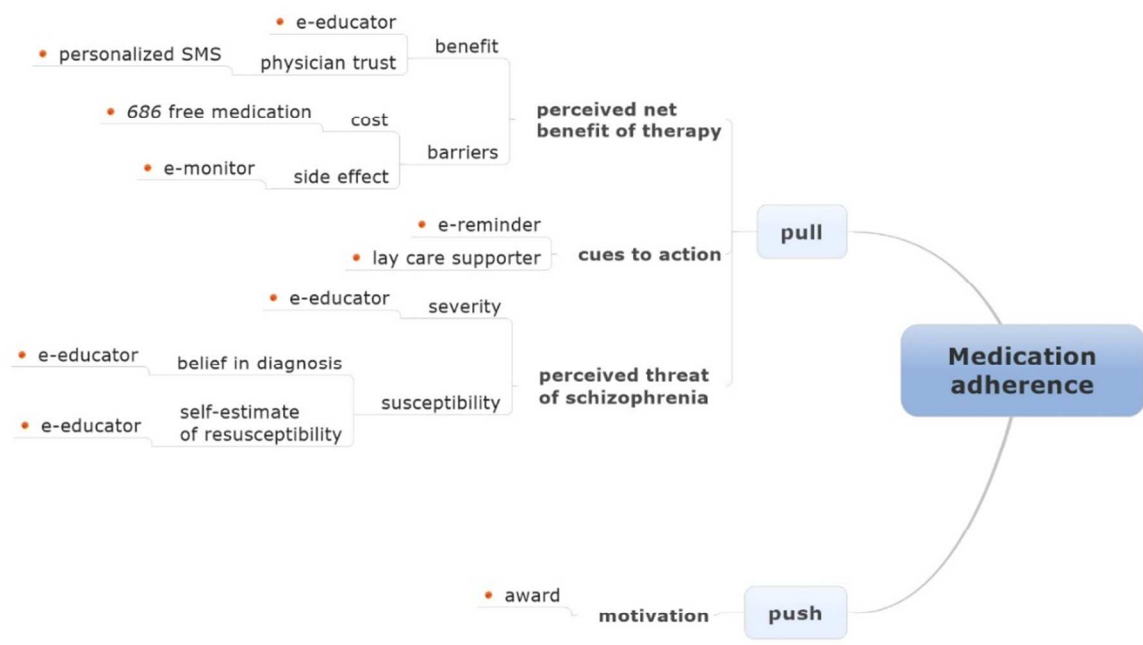 e-educator
benefit
personalized SMS
physician trust
perceived net
benefit of therapy
686 free medication
cost
barriers
e-monitor
side effect
e-reminder
lay care supporter
cues to action
pull
e-educator
severity
e-educator
belief in diagnosis
perceived threat
of schizophrenia
susceptibility
e-educator
self-estimate
of resusceptibility
Medication
adherence
award
motivation
push